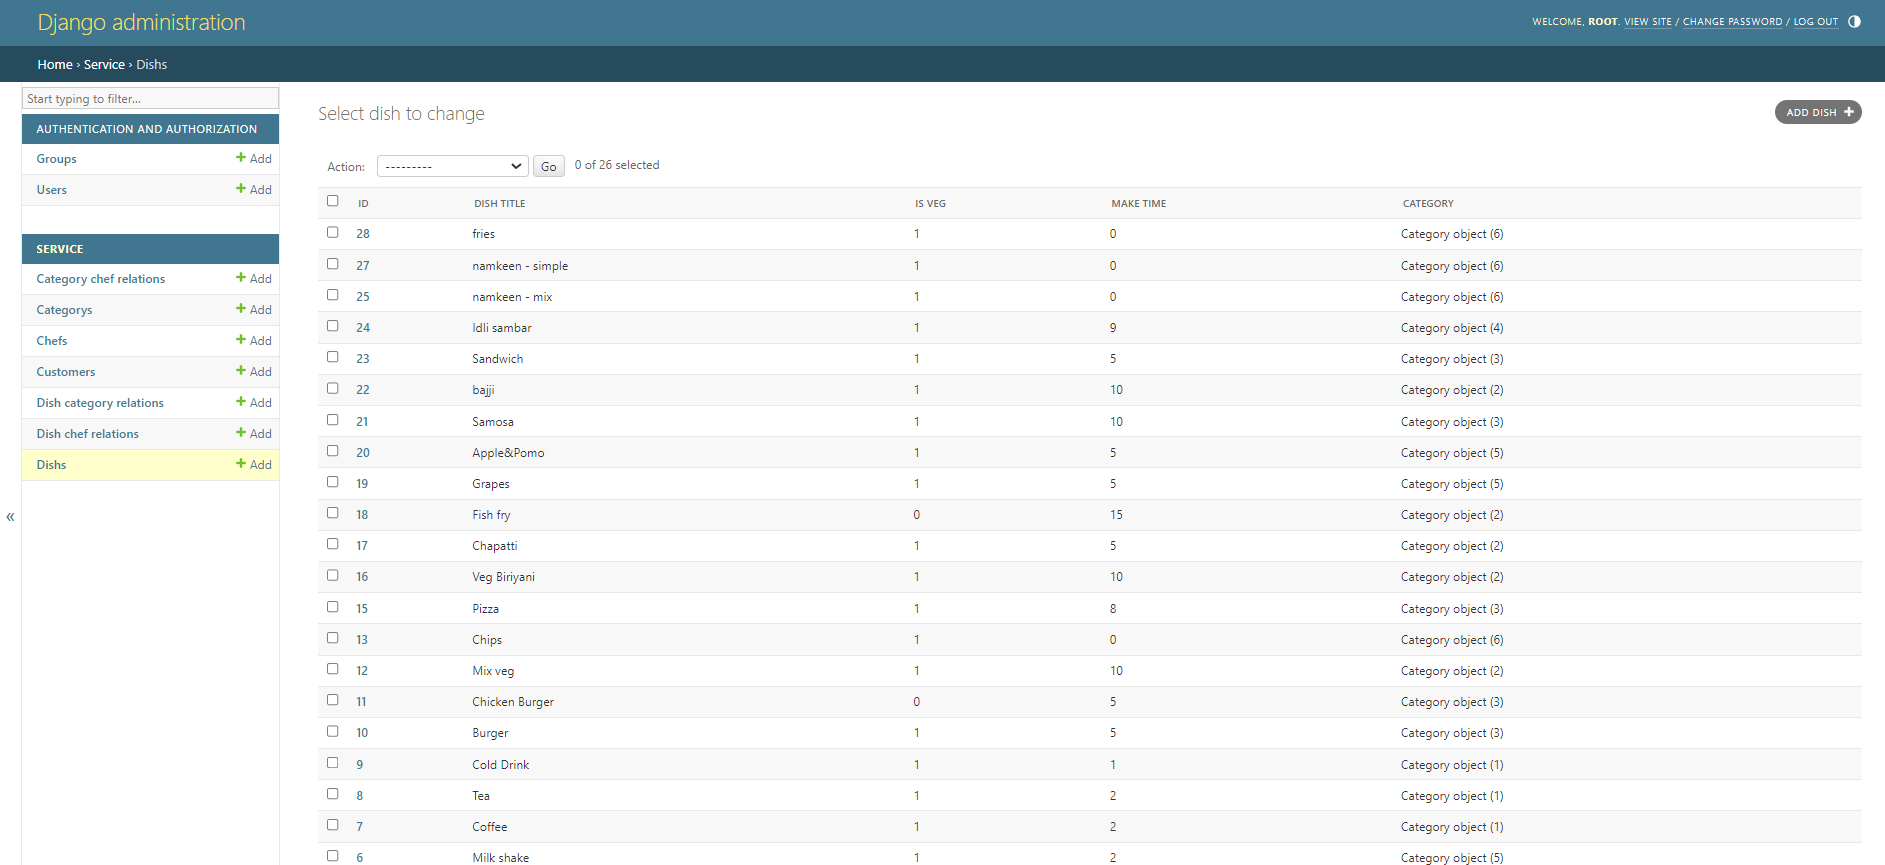 Django administration
WELCOME, ROOT. VIEW SITE / CHANGE PASSWORD / LOG OUT
Home › Service › Dishs
Start typing to filter...
AUTHENTICATION AND AUTHORIZATION
Groups + Add
Users + Add
SERVICE
Category chef relations + Add
Categorys + Add
Chefs + Add
Customers + Add
Dish category relations + Add
Dish chef relations + Add
Dishs + Add
«
Select dish to change
ADD DISH +
Action: --------- Go 0 of 26 selected
ID DISH TITLE IS VEG MAKE TIME CATEGORY
28 fries 1 0 Category object (6)
27 namkeen - simple 1 0 Category object (6)
25 namkeen - mix 1 0 Category object (6)
24 Idli sambar 1 9 Category object (4)
23 Sandwich 1 5 Category object (3)
22 bajji 1 10 Category object (2)
21 Samosa 1 10 Category object (3)
20 Apple&Pomo 1 5 Category object (5)
19 Grapes 1 5 Category object (5)
18 Fish fry 0 15 Category object (2)
17 Chapatti 1 5 Category object (2)
16 Veg Biriyani 1 10 Category object (2)
15 Pizza 1 8 Category object (3)
13 Chips 1 0 Category object (6)
12 Mix veg 1 10 Category object (2)
11 Chicken Burger 0 5 Category object (3)
10 Burger 1 5 Category object (3)
9 Cold Drink 1 1 Category object (1)
8 Tea 1 2 Category object (1)
7 Coffee 1 2 Category object (1)
6 Milk shake 1 2 Category object (5)